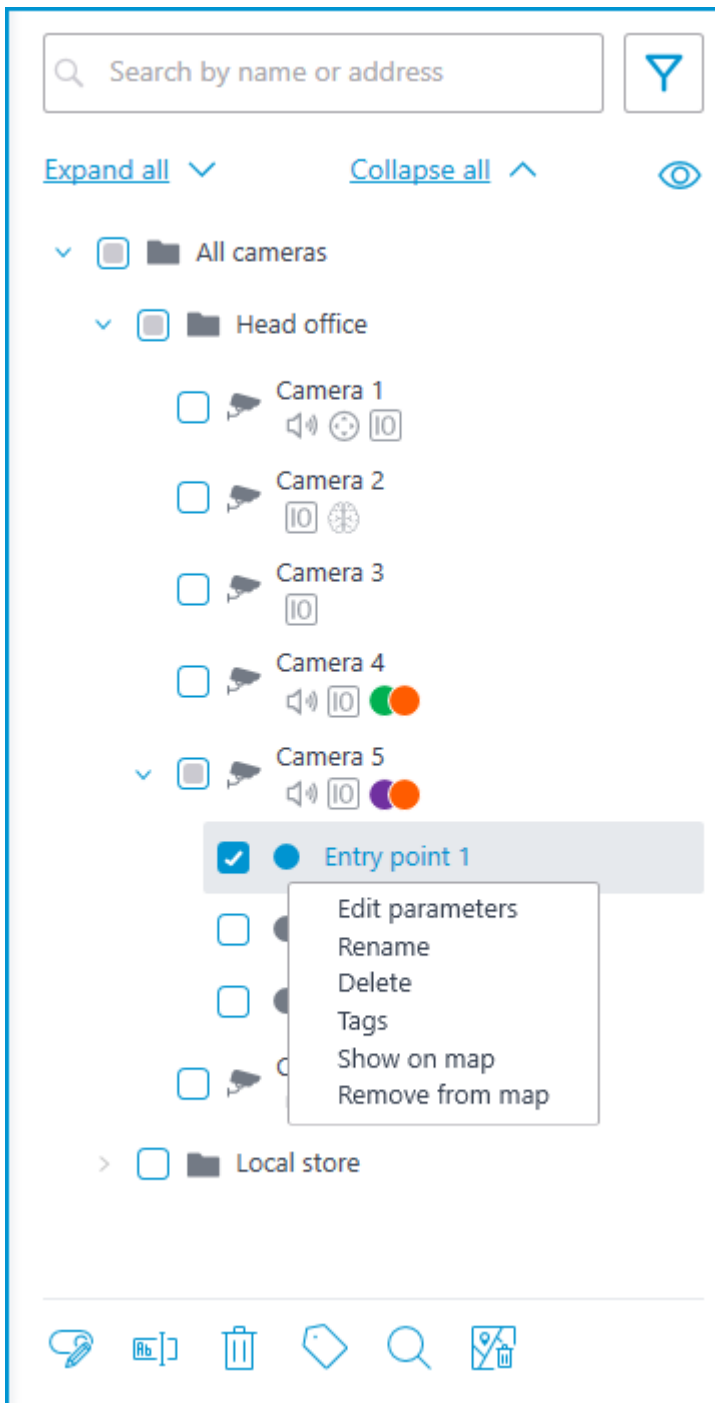 Search by name or address
Expand all Collapse all
All cameras
Head office
Camera 1
IO
Camera 2
IO
Camera 3
IO
Camera 4
IO
Camera 5
IO
Entry point 1
Edit parameters
Rename
Delete
Tags
Show on map
Remove from map
Local store
Ab